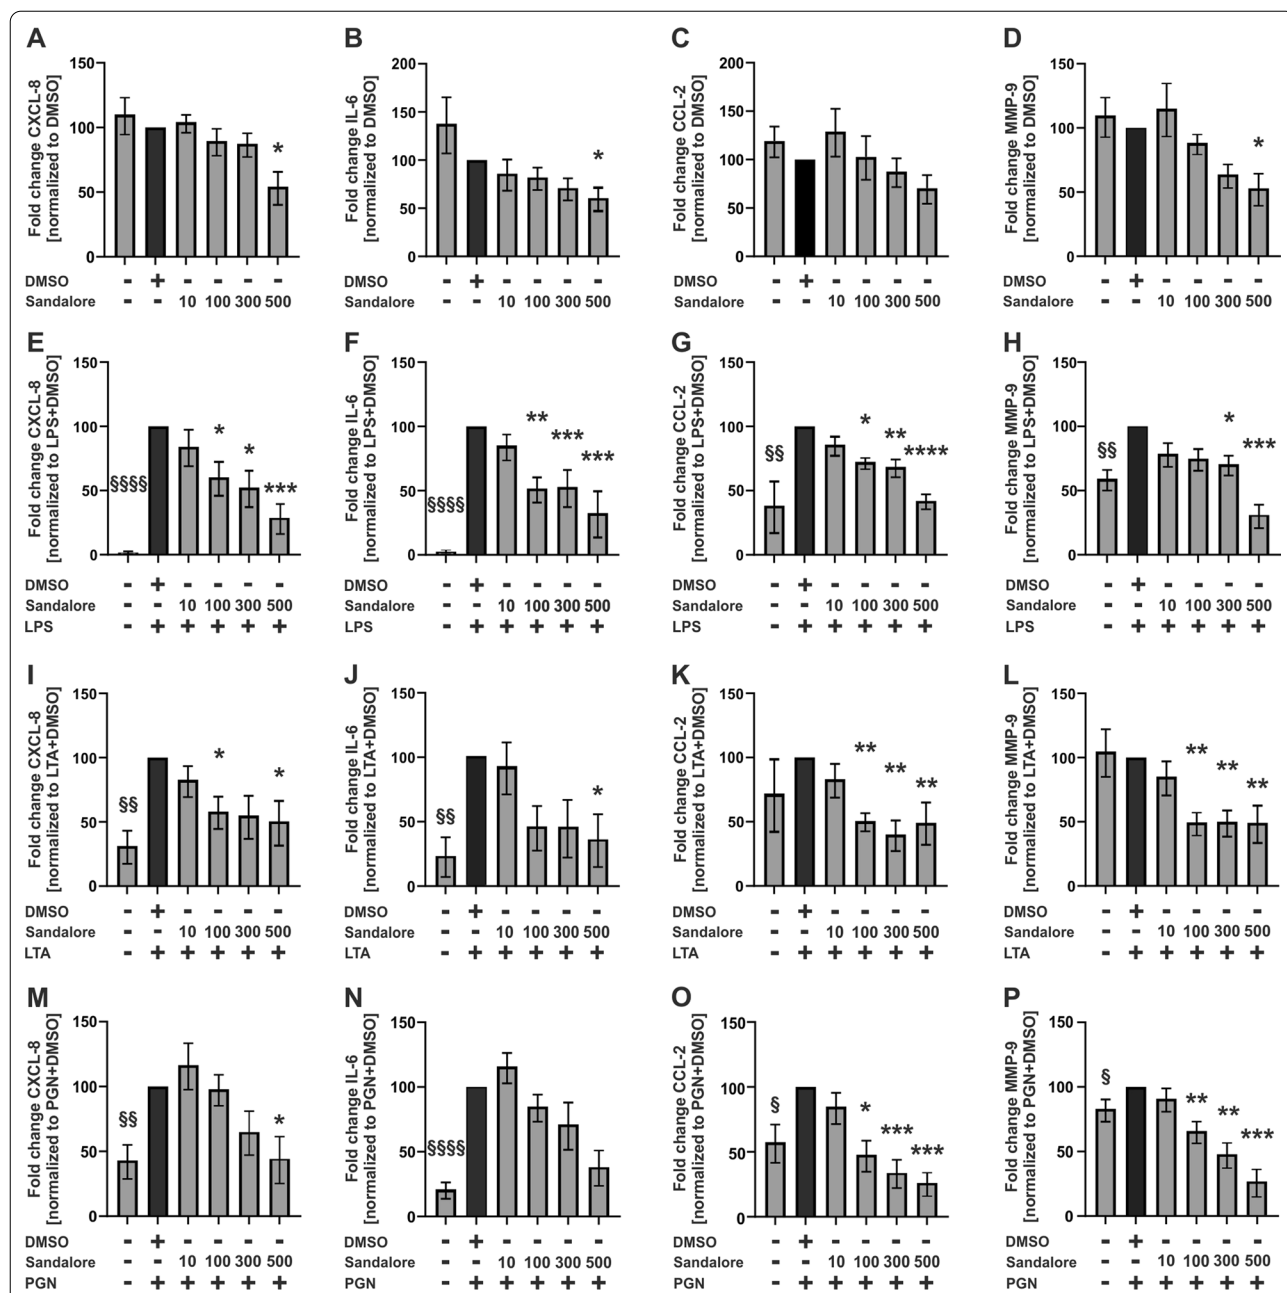 A B C D
Fold change CXCL-8
[normalized to DMSO]
150
100
50
0
*
Fold change IL-6
[normalized to DMSO]
200
150
100
50
0
*
Fold change CCL-2
[normalized to DMSO]
200
150
100
50
0
Fold change MMP-9
[normalized to DMSO]
150
100
50
0
*
DMSO - + - - - - - + - - - - DMSO - + - - - - DMSO - + - - - -
Sandalore - - 10 100 300 500 - - 10 100 300 500 Sandalore - - 10 100 300 500 Sandalore - - 10 100 300 500
E F G H
Fold change CXCL-8
[normalized to LPS+DMSO]
150
100
50
0
§§§§ * * ***
Fold change IL-6
[normalized to LPS+DMSO]
150
100
50
0
§§§§ ** *** ***
Fold change CCL-2
[normalized to LPS+DMSO]
150
100
50
0
§§ * ** ****
Fold change MMP-9
[normalized to LPS+DMSO]
150
100
50
0
§§ * ***
DMSO - + - - - - DMSO - + - - - - DMSO - + - - - - DMSO - + - - - -
Sandalore - - 10 100 300 500 Sandalore - - 10 100 300 500 Sandalore - - 10 100 300 500 Sandalore - - 10 100 300 500
LPS - + + + + + LPS - + + + + + LPS - + + + + + LPS - + + + + +
I J K L
Fold change CXCL-8
[normalized to LTA+DMSO]
150
100
50
0
§§ * *
Fold change IL-6
[normalized to LTA+DMSO]
150
100
50
0
§§ *
Fold change CCL-2
[normalized to LTA+DMSO]
150
100
50
0
** ** **
Fold change MMP-9
[normalized to LTA+DMSO]
150
100
50
0
** ** **
DMSO - + - - - - DMSO - + - - - - DMSO - + - - - - DMSO - + - - - -
Sandalore - - 10 100 300 500 Sandalore - - 10 100 300 500 Sandalore - - 10 100 300 500 Sandalore - - 10 100 300 500
LTA - + + + + + LTA - + + + + + LTA - + + + + + LTA - + + + + +
M N O P
Fold change CXCL-8
[normalized to PGN+DMSO]
150
100
50
0
§§ *
Fold change IL-6
[normalized to PGN+DMSO]
150
100
50
0
§§§§
Fold change CCL-2
[normalized to PGN+DMSO]
150
100
50
0
§ * *** ***
Fold change MMP-9
[normalized to PGN+DMSO]
150
100
50
0
§ ** ** ***
DMSO - + - - - - DMSO - + - - - - DMSO - + - - - - DMSO - + - - - -
Sandalore - - 10 100 300 500 Sandalore - - 10 100 300 500 Sandalore - - 10 100 300 500 Sandalore - - 10 100 300 500
PGN - + + + + + PGN - + + + + + PGN - + + + + + PGN - + + + + +